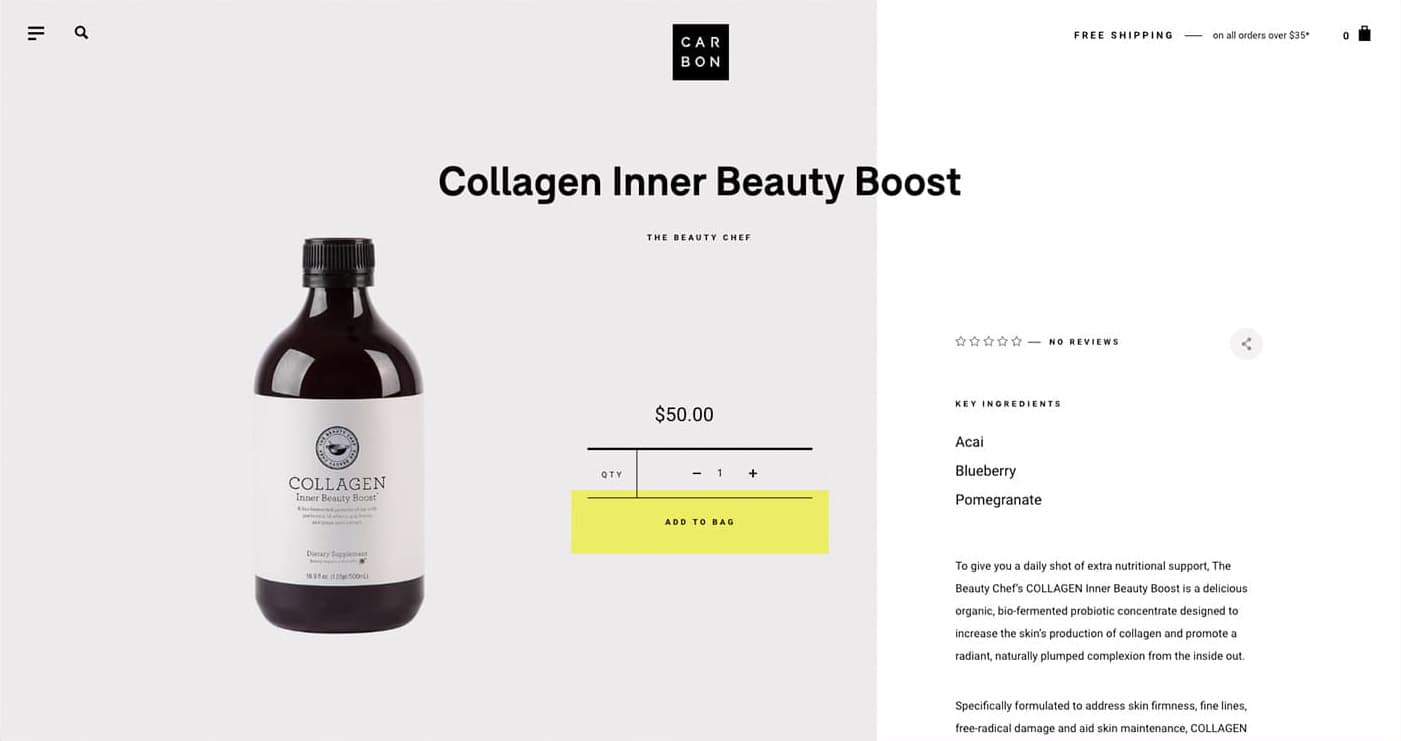 CAR
BON
FREE SHIPPING — on all orders over $35*
0
Collagen Inner Beauty Boost
THE BEAUTY CHEF
COLLAGEN
Inner Beauty Boost
Dietary Supplement
$50.00
QTY − 1 +
ADD TO BAG
— NO REVIEWS
KEY INGREDIENTS
Acai
Blueberry
Pomegranate
To give you a daily shot of extra nutritional support, The
Beauty Chef's COLLAGEN Inner Beauty Boost is a delicious
organic, bio-fermented probiotic concentrate designed to
increase the skin's production of collagen and promote a
radiant, naturally plumped complexion from the inside out.
Specifically formulated to address skin firmness, fine lines,
free-radical damage and aid skin maintenance, COLLAGEN